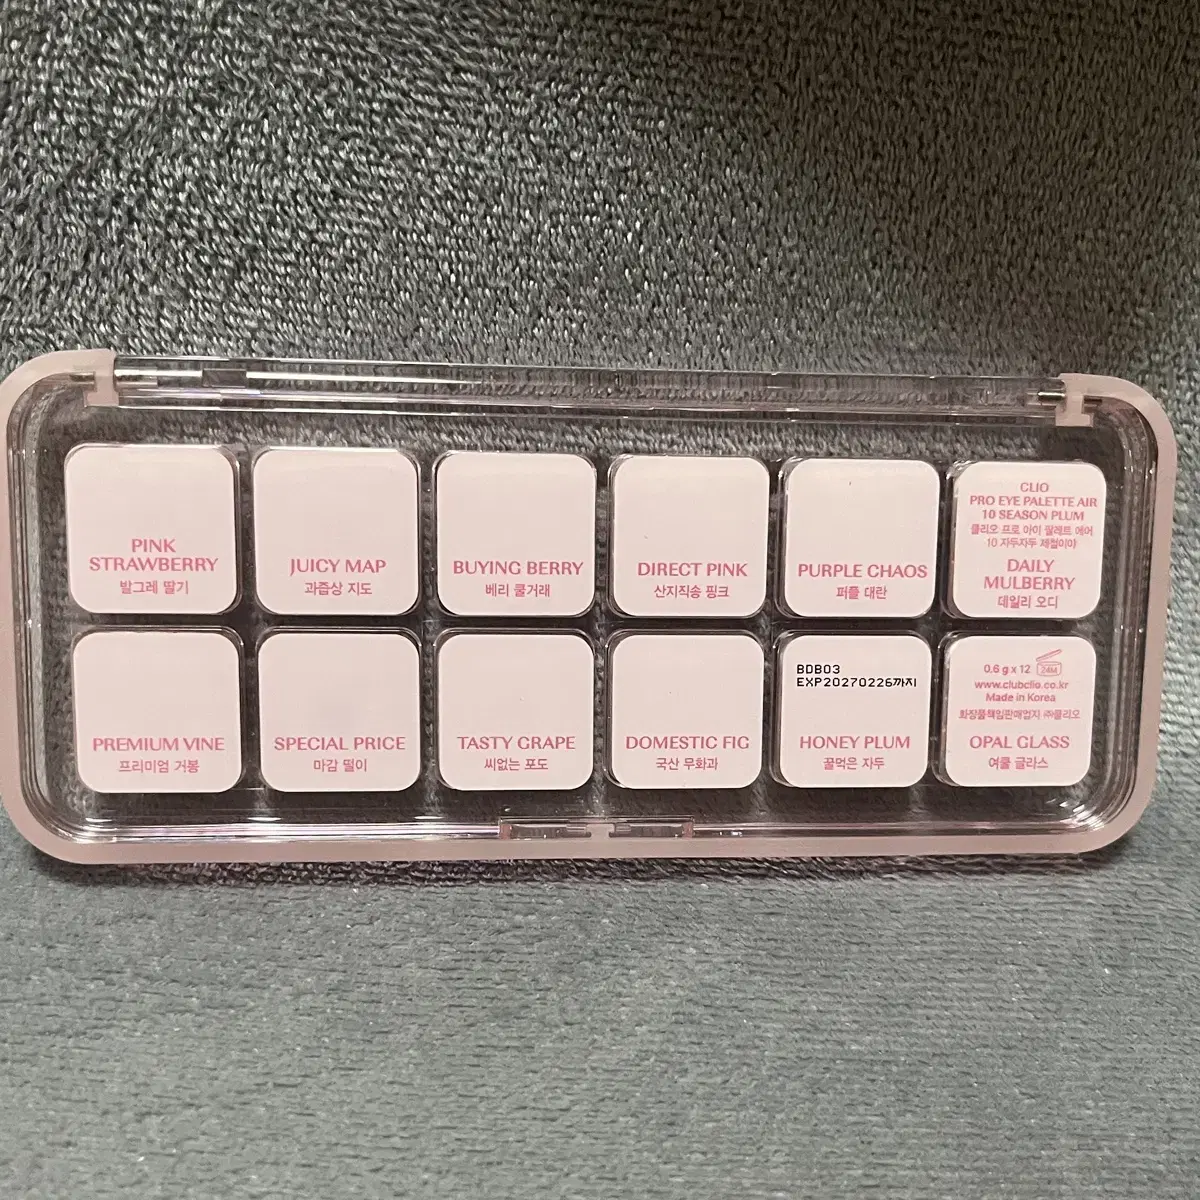 PINK
STRAWBERRY
발그레 딸기
JUICY MAP
과즙상 지도
BUYING BERRY
베리 쿨거래
DIRECT PINK
산지직송 핑크
PURPLE CHAOS
퍼플 대란
CLIO
PRO EYE PALETTE AIR
10 SEASON PLUM
클리오 프로 아이 팔레트 에어
10 자두자두 제철이야
DAILY
MULBERRY
데일리 오디
PREMIUM VINE
프리미엄 거봉
SPECIAL PRICE
마감 떨이
TASTY GRAPE
씨없는 포도
DOMESTIC FIG
국산 무화과
BDB03
EXP20270226까지
HONEY PLUM
꿀먹은 자두
0.6 g x 12 24M
www.clubclio.co.kr
Made in Korea
화장품책임판매업자 ㈜클리오
OPAL GLASS
여쿨 글라스